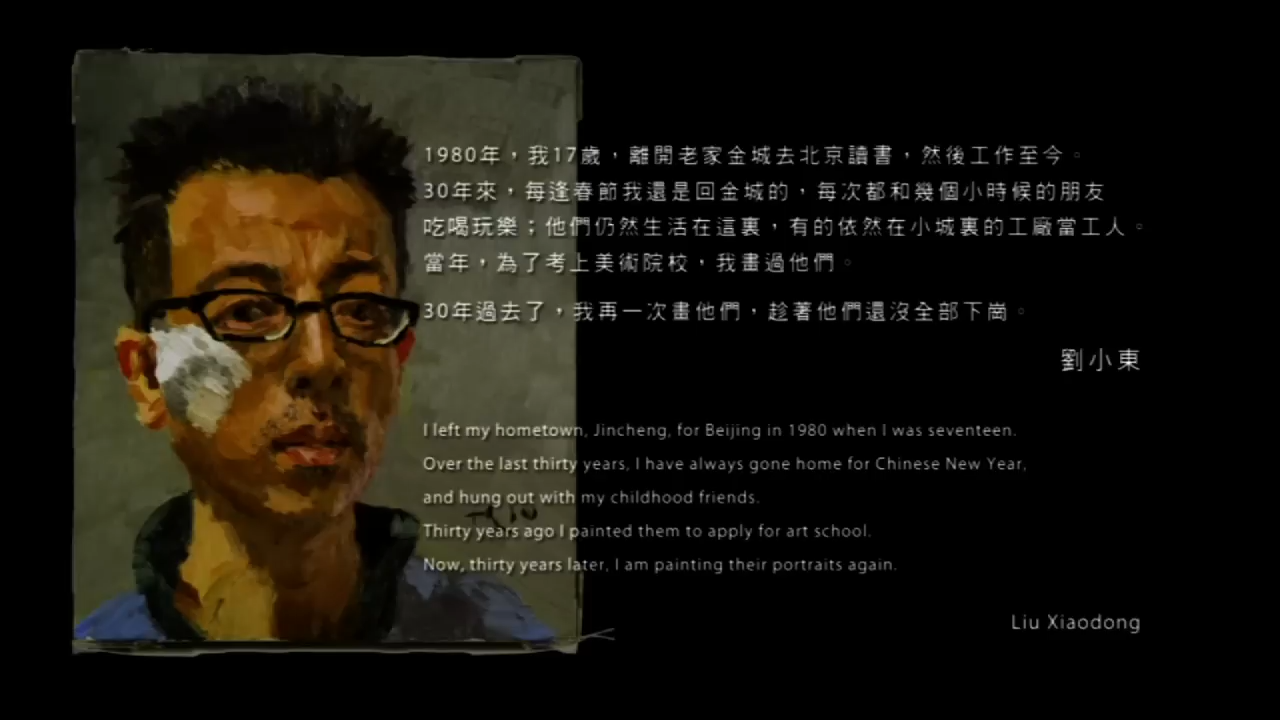 1980年，我17歲，離開老家金城去北京讀書，然後工作至今。
30年來，每逢春節我還是回金城的，每次都和幾個小時候的朋友
吃喝玩樂；他們仍然生活在這裏，有的依然在小城裏的工廠當工人。
當年，為了考上美術院校，我畫過他們。
30年過去了，我再一次畫他們，趁著他們還沒全部下崗。
劉小東
I left my hometown, Jincheng, for Beijing in 1980 when I was seventeen.
Over the last thirty years, I have always gone home for Chinese New Year,
and hung out with my childhood friends.
Thirty years ago I painted them to apply for art school.
Now, thirty years later, I am painting their portraits again.
Liu Xiaodong